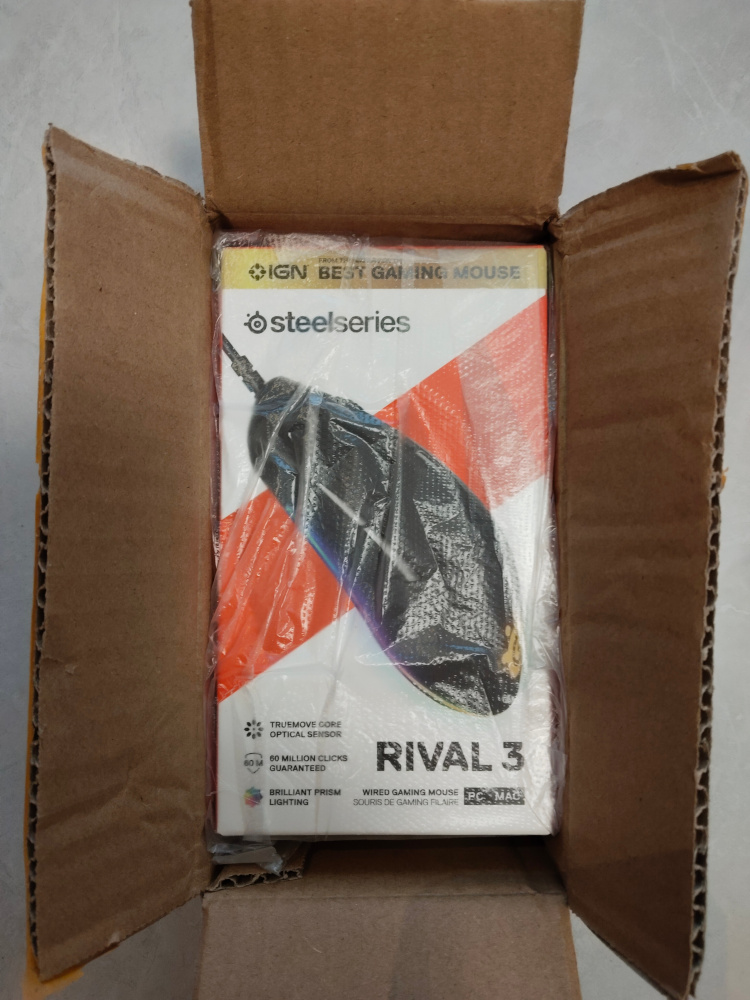 IGN BEST GAMING MOUSE
steelseries
TRUEMOVE CORE
OPTICAL SENSOR
60 M
60 MILLION CLICKS
GUARANTEED
BRILLIANT PRISM
LIGHTING
RIVAL 3
WIRED GAMING MOUSE
SOURIS DE GAMING FILAIRE
PC MAC